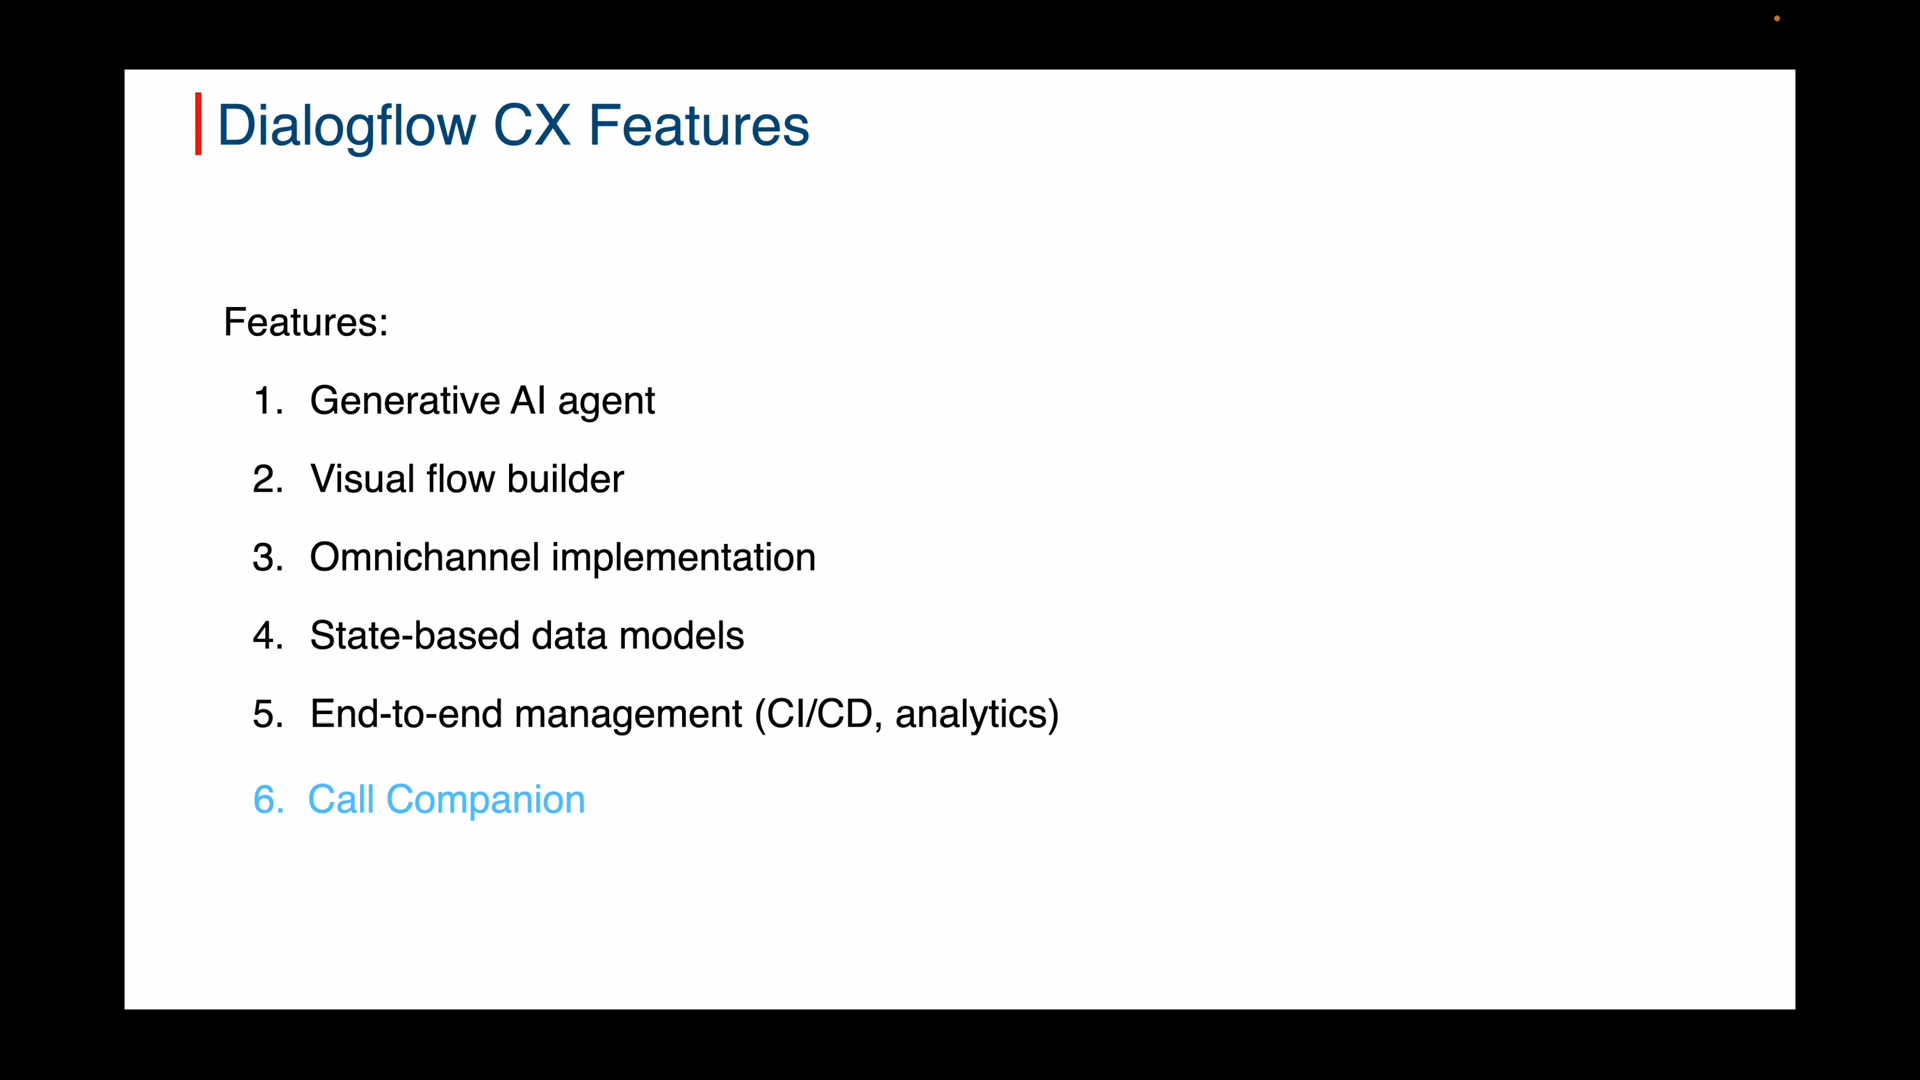 Dialogflow CX Features
Features:
1. Generative AI agent
2. Visual flow builder
3. Omnichannel implementation
4. State-based data models
5. End-to-end management (CI/CD, analytics)
6. Call Companion